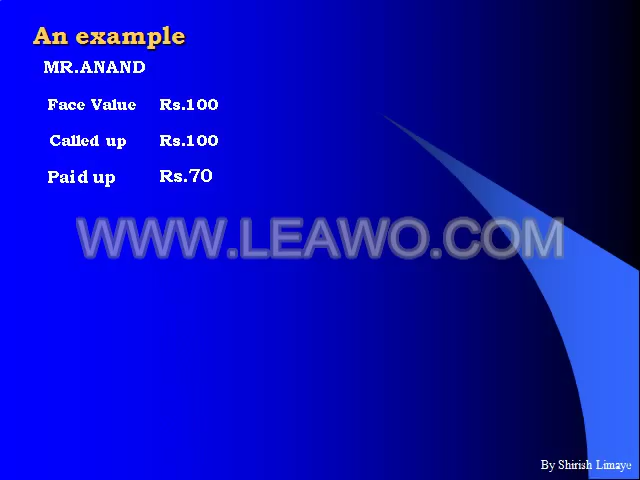 An example
MR.ANAND
Face Value Rs.100
Called up Rs.100
Paid up Rs.70
WWW.LEAWO.COM
By Shirish Limaye